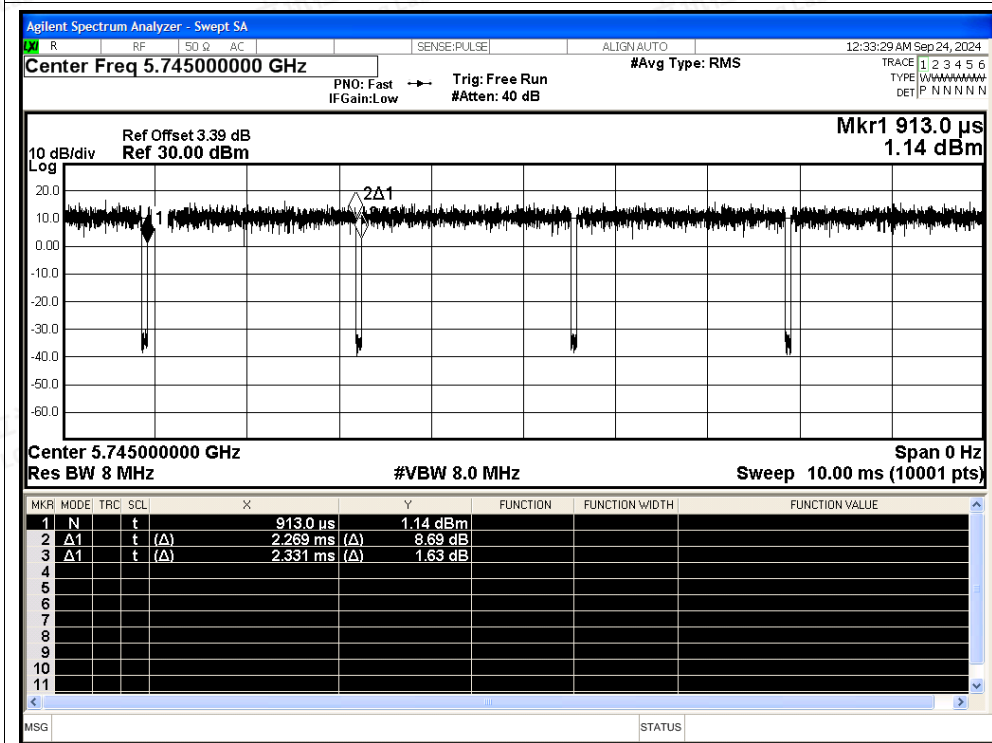 Agilent Spectrum Analyzer - Swept SA
LXI R RF 50 Ω AC SENSE:PULSE ALIGN AUTO 12:33:29 AM Sep 24, 2024
Center Freq 5.745000000 GHz #Avg Type: RMS TRACE 1 2 3 4 5 6
PNO: Fast Trig: Free Run TYPE WWWWWW
IFGain:Low #Atten: 40 dB DET P N N N N N
Mkr1 913.0 µs
Ref Offset 3.39 dB
10 dB/div Ref 30.00 dBm 1.14 dBm
Log
20.0
2Δ1
10.0
1
0.00
-10.0
-20.0
-30.0
-40.0
-50.0
-60.0
Center 5.745000000 GHz Span 0 Hz
Res BW 8 MHz #VBW 8.0 MHz Sweep 10.00 ms (10001 pts)
MKR MODE TRC SCL X Y FUNCTION FUNCTION WIDTH FUNCTION VALUE
1 N t 913.0 µs 1.14 dBm
2 Δ1 t (Δ) 2.269 ms (Δ) 8.69 dB
3 Δ1 t (Δ) 2.331 ms (Δ) 1.63 dB
4
5
6
7
8
9
10
11
MSG STATUS